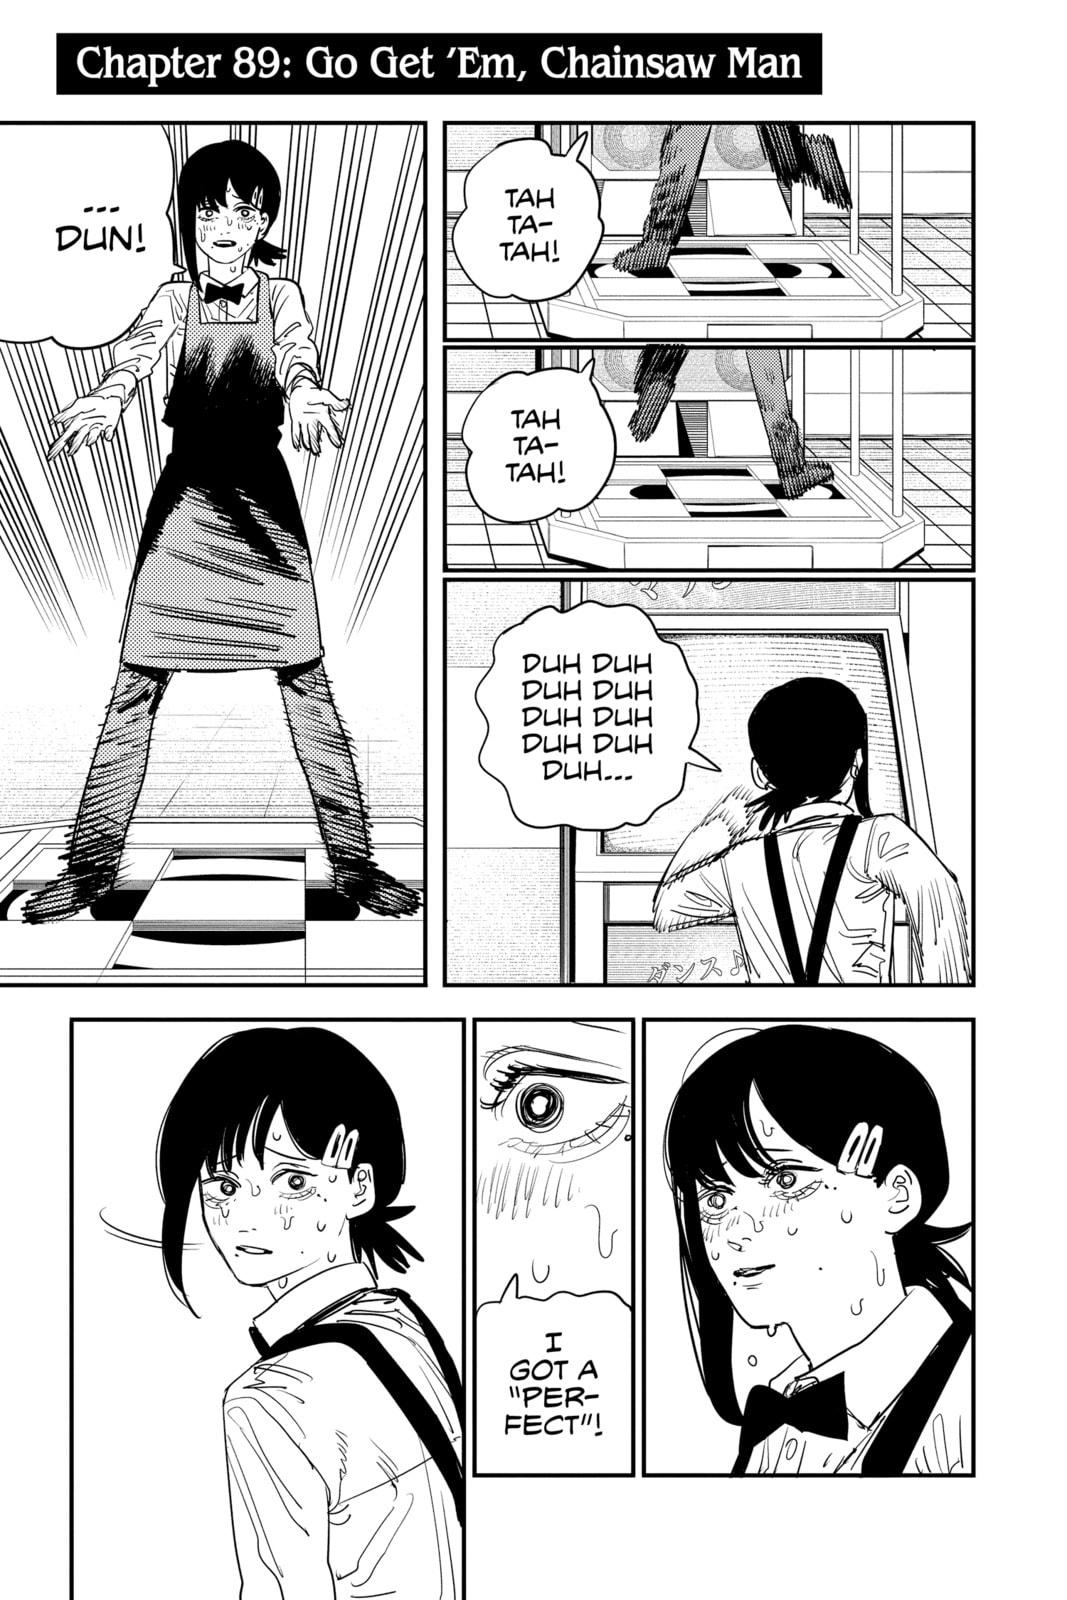 Chapter 89: Go Get 'Em, Chainsaw Man
TAH
TA-
TAH!
TAH
TA-
TAH!
DUH DUH
DUH DUH
DUH DUH
DUH DUH
DUH...
ダンス♪
...
DUN!
I
GOT A
"PER-
FECT"!